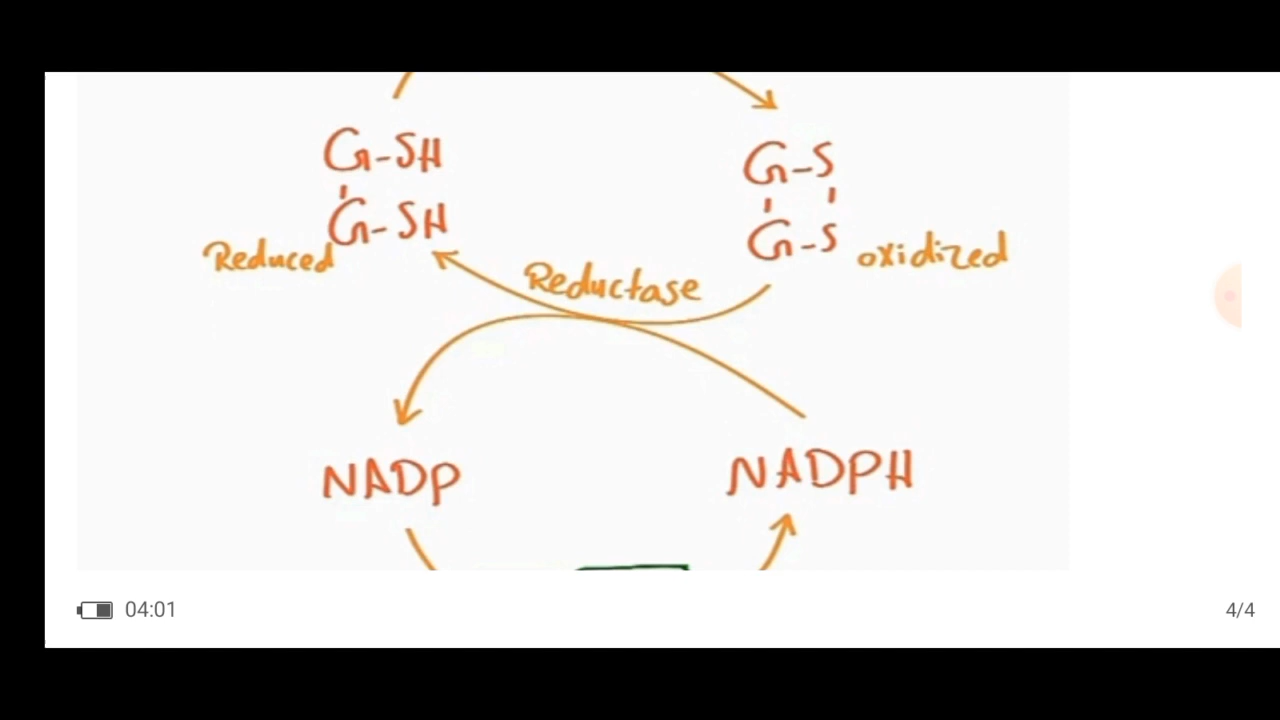 G-SH
G-SH
Reduced
G-S
G-S
oxidized
Reductase
NADP
NADPH
04:01
4/4